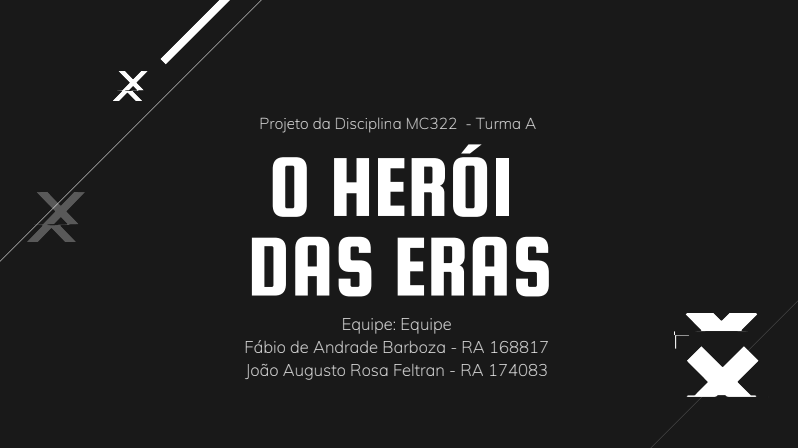 Projeto da Disciplina MC322 - Turma A
O HERÓI
DAS ERAS
Equipe: Equipe
Fábio de Andrade Barboza - RA 168817
João Augusto Rosa Feltran - RA 174083